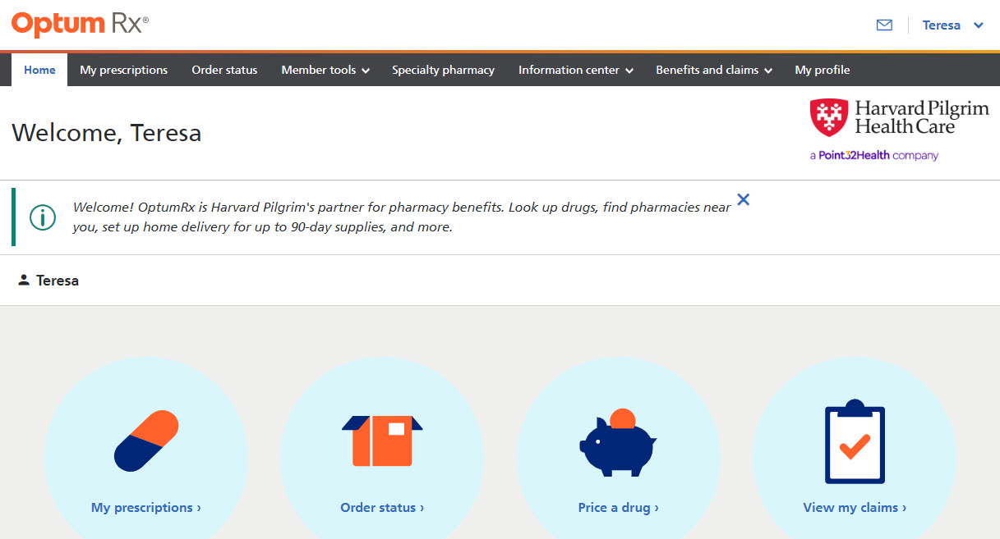 Optum Rx®
Teresa
Home My prescriptions Order status Member tools Specialty pharmacy Information center Benefits and claims My profile
Welcome, Teresa
Harvard Pilgrim
Health Care
a Point32Health company
Welcome! OptumRx is Harvard Pilgrim's partner for pharmacy benefits. Look up drugs, find pharmacies near
you, set up home delivery for up to 90-day supplies, and more.
Teresa
My prescriptions › Order status › Price a drug › View my claims ›